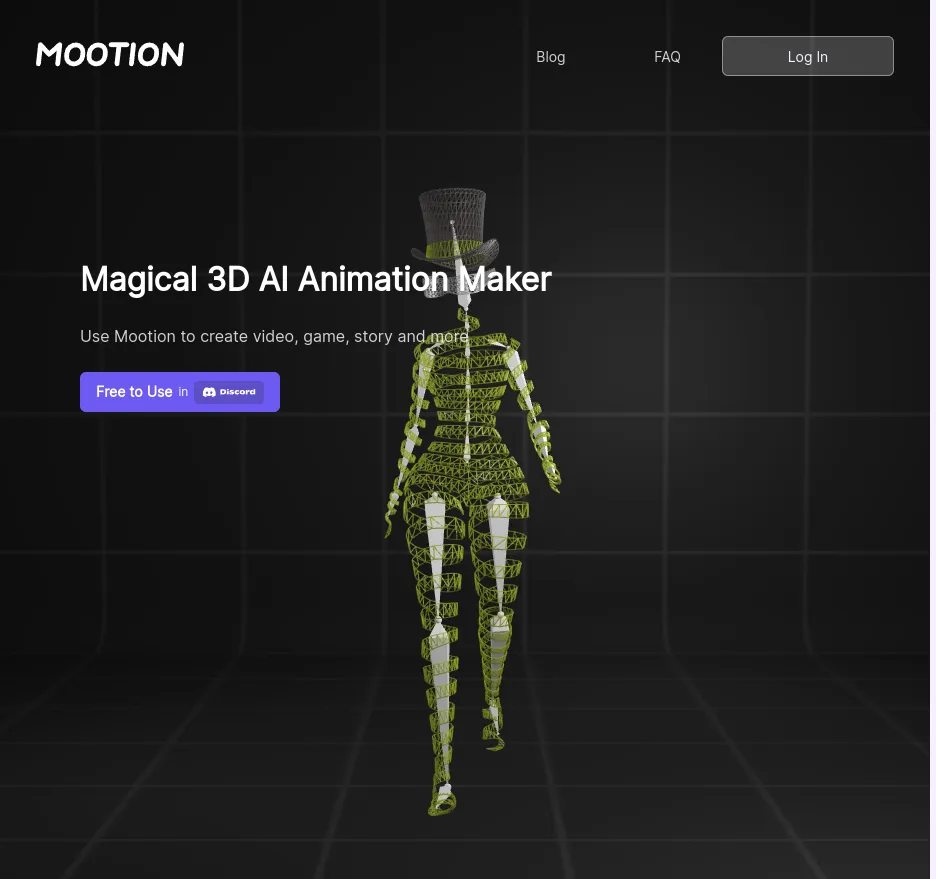 MOOTION
Blog
FAQ
Log In
Magical 3D AI Animation Maker
Use Mootion to create video, game, story and more
Free to Use in Discord